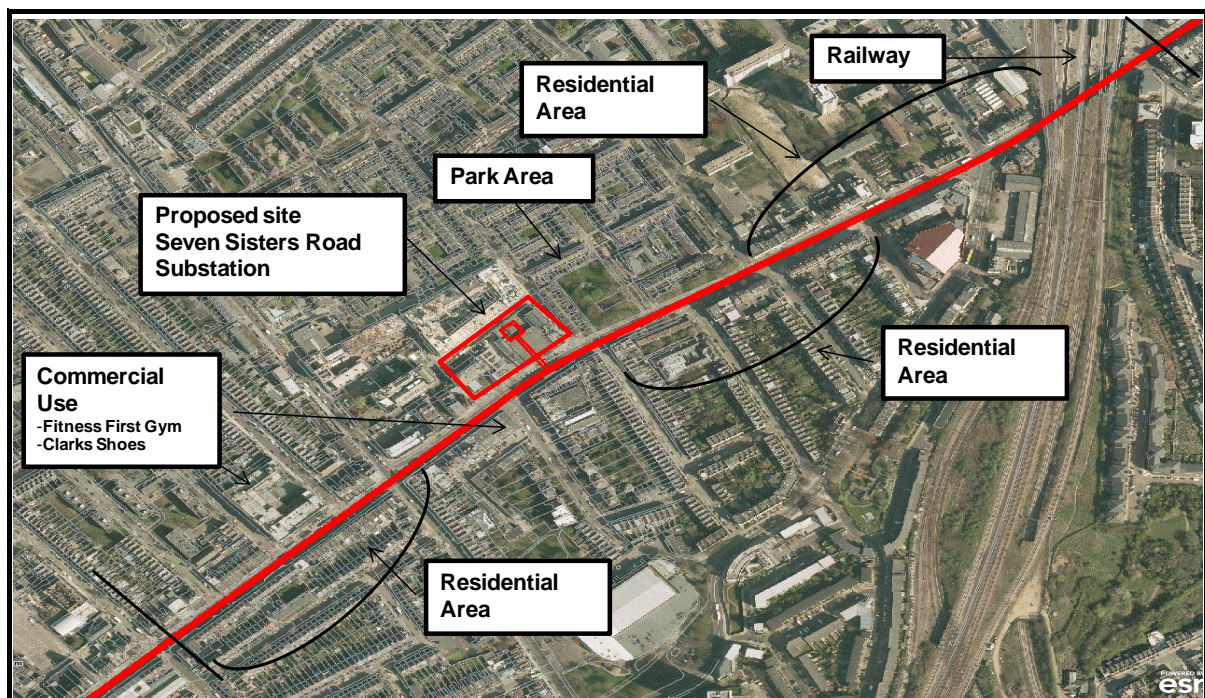 Railway
Residential
Area
Park Area
Proposed site
Seven Sisters Road
Substation
Residential
Area
Commercial
Use
-Fitness First Gym
-Clarks Shoes
Residential
Area
POWERED BY
esri